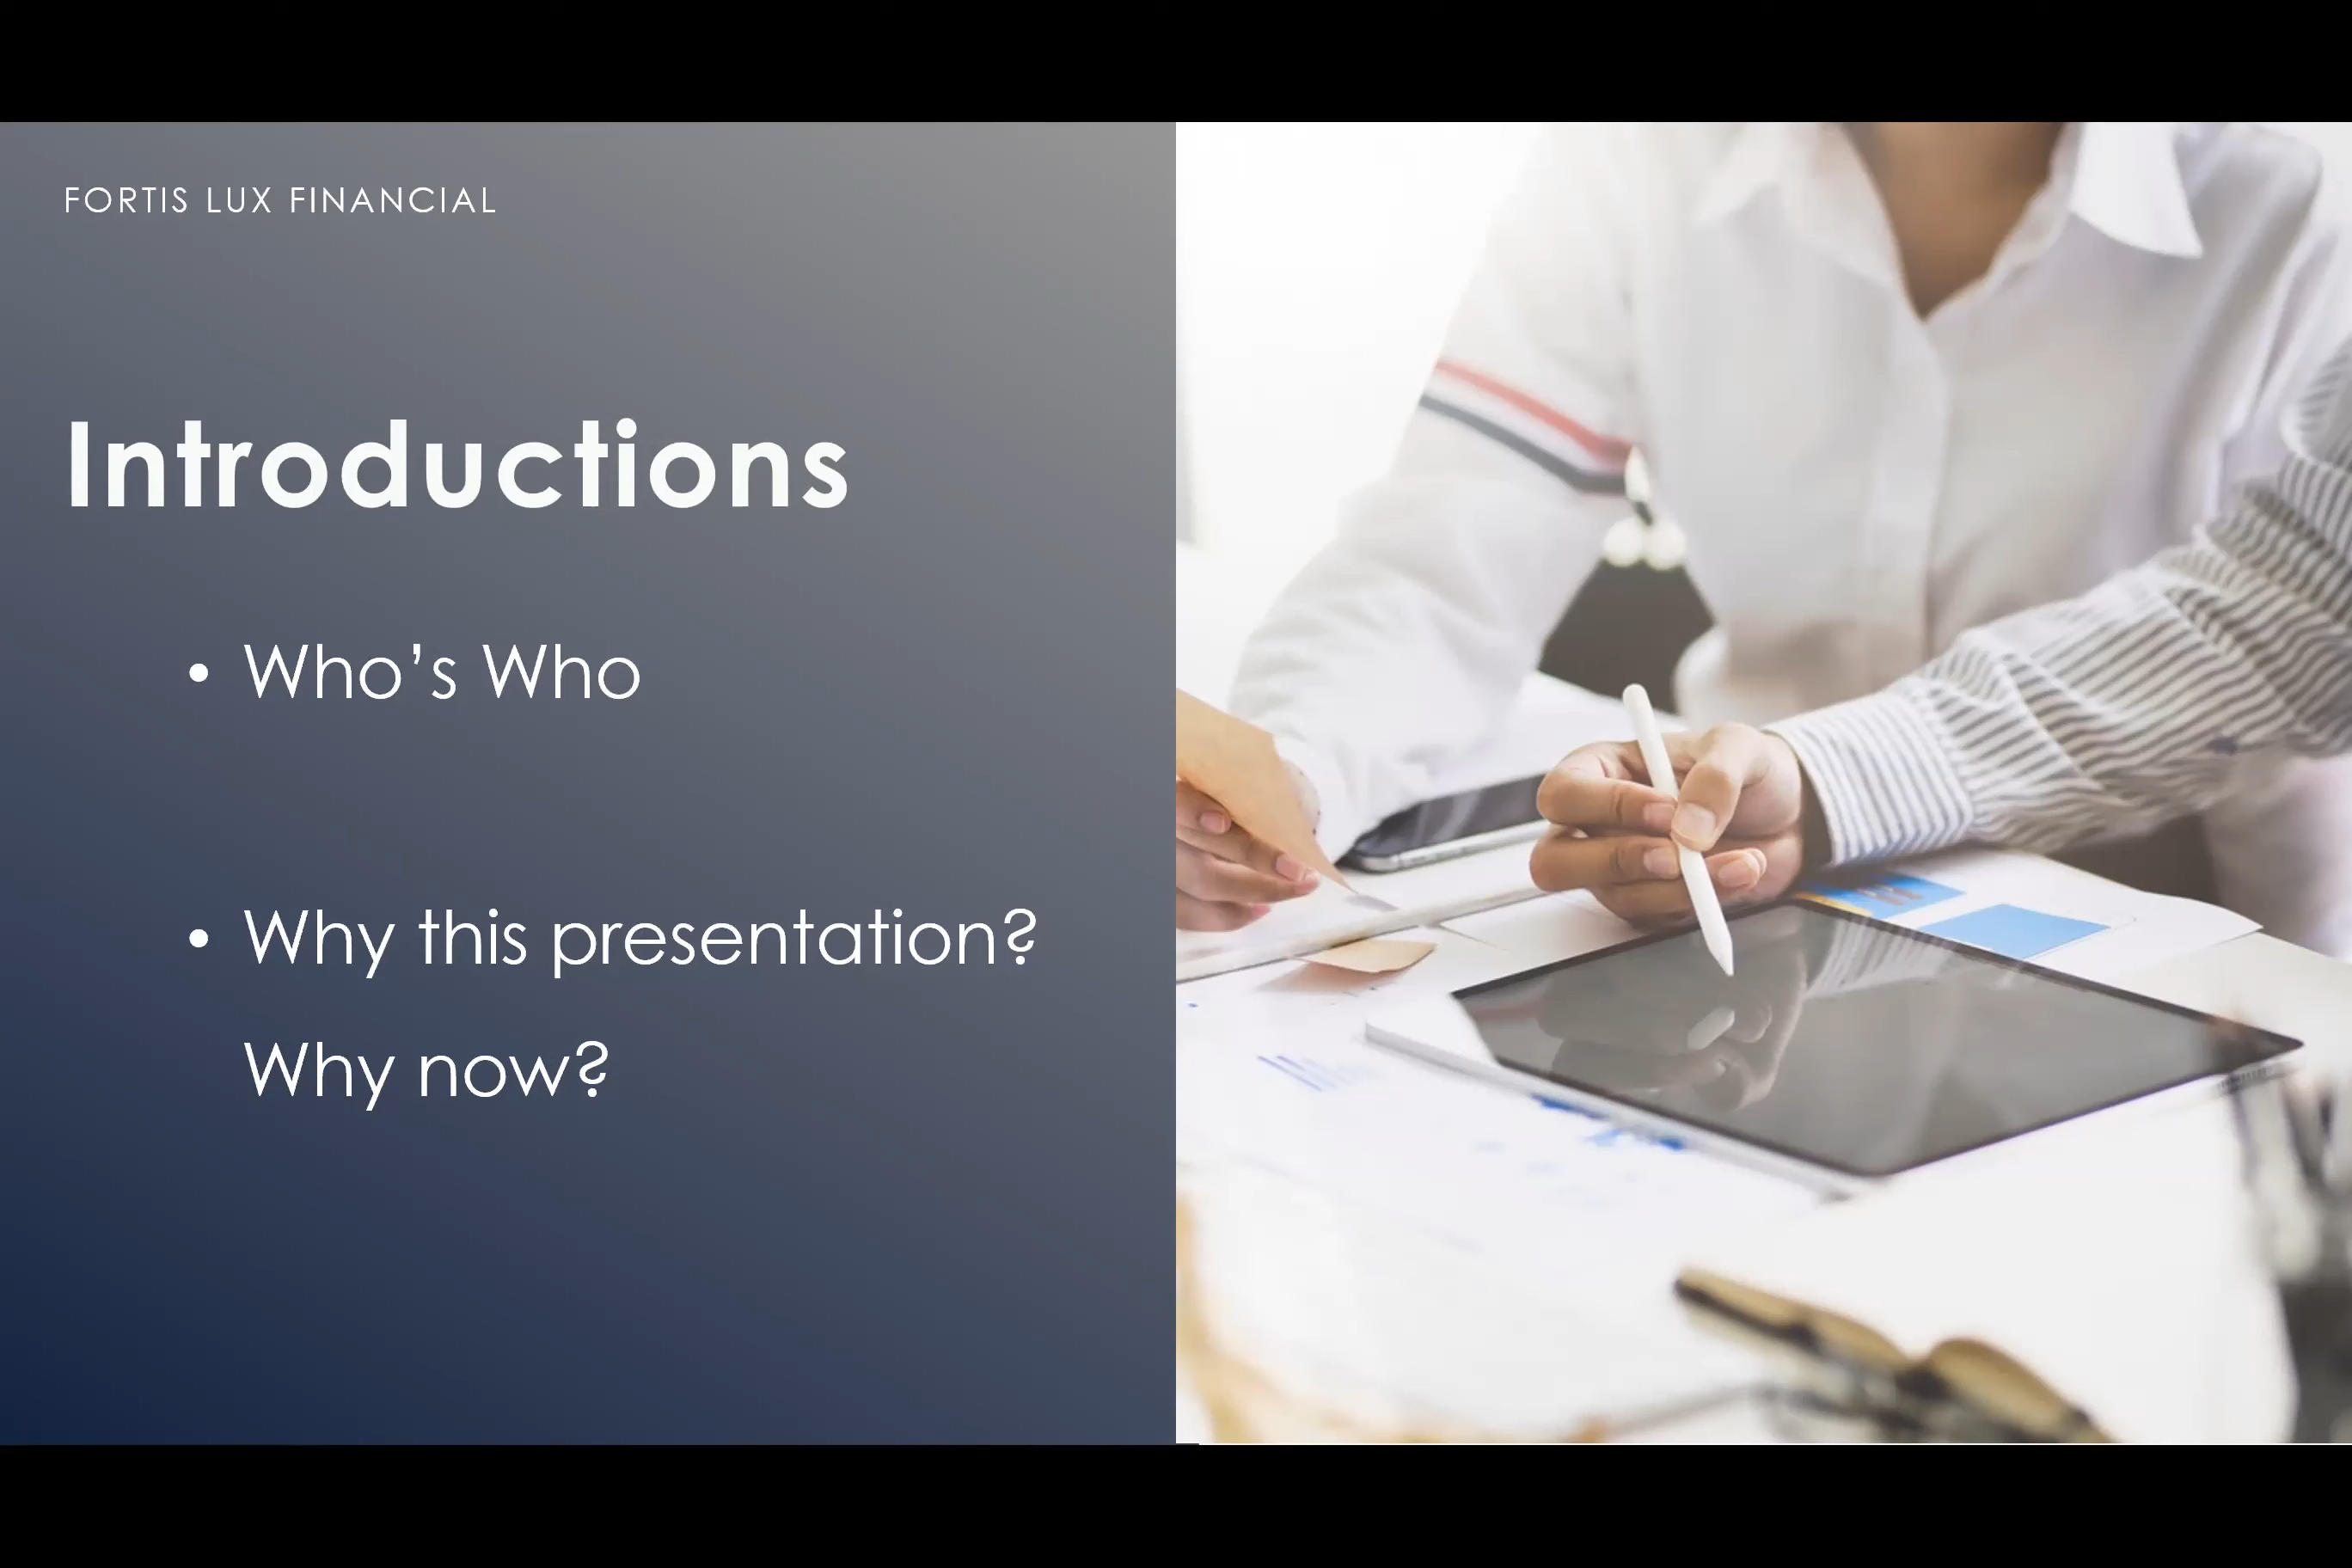 FORTIS LUX FINANCIAL
Introductions
• Who’s Who
• Why this presentation?
Why now?